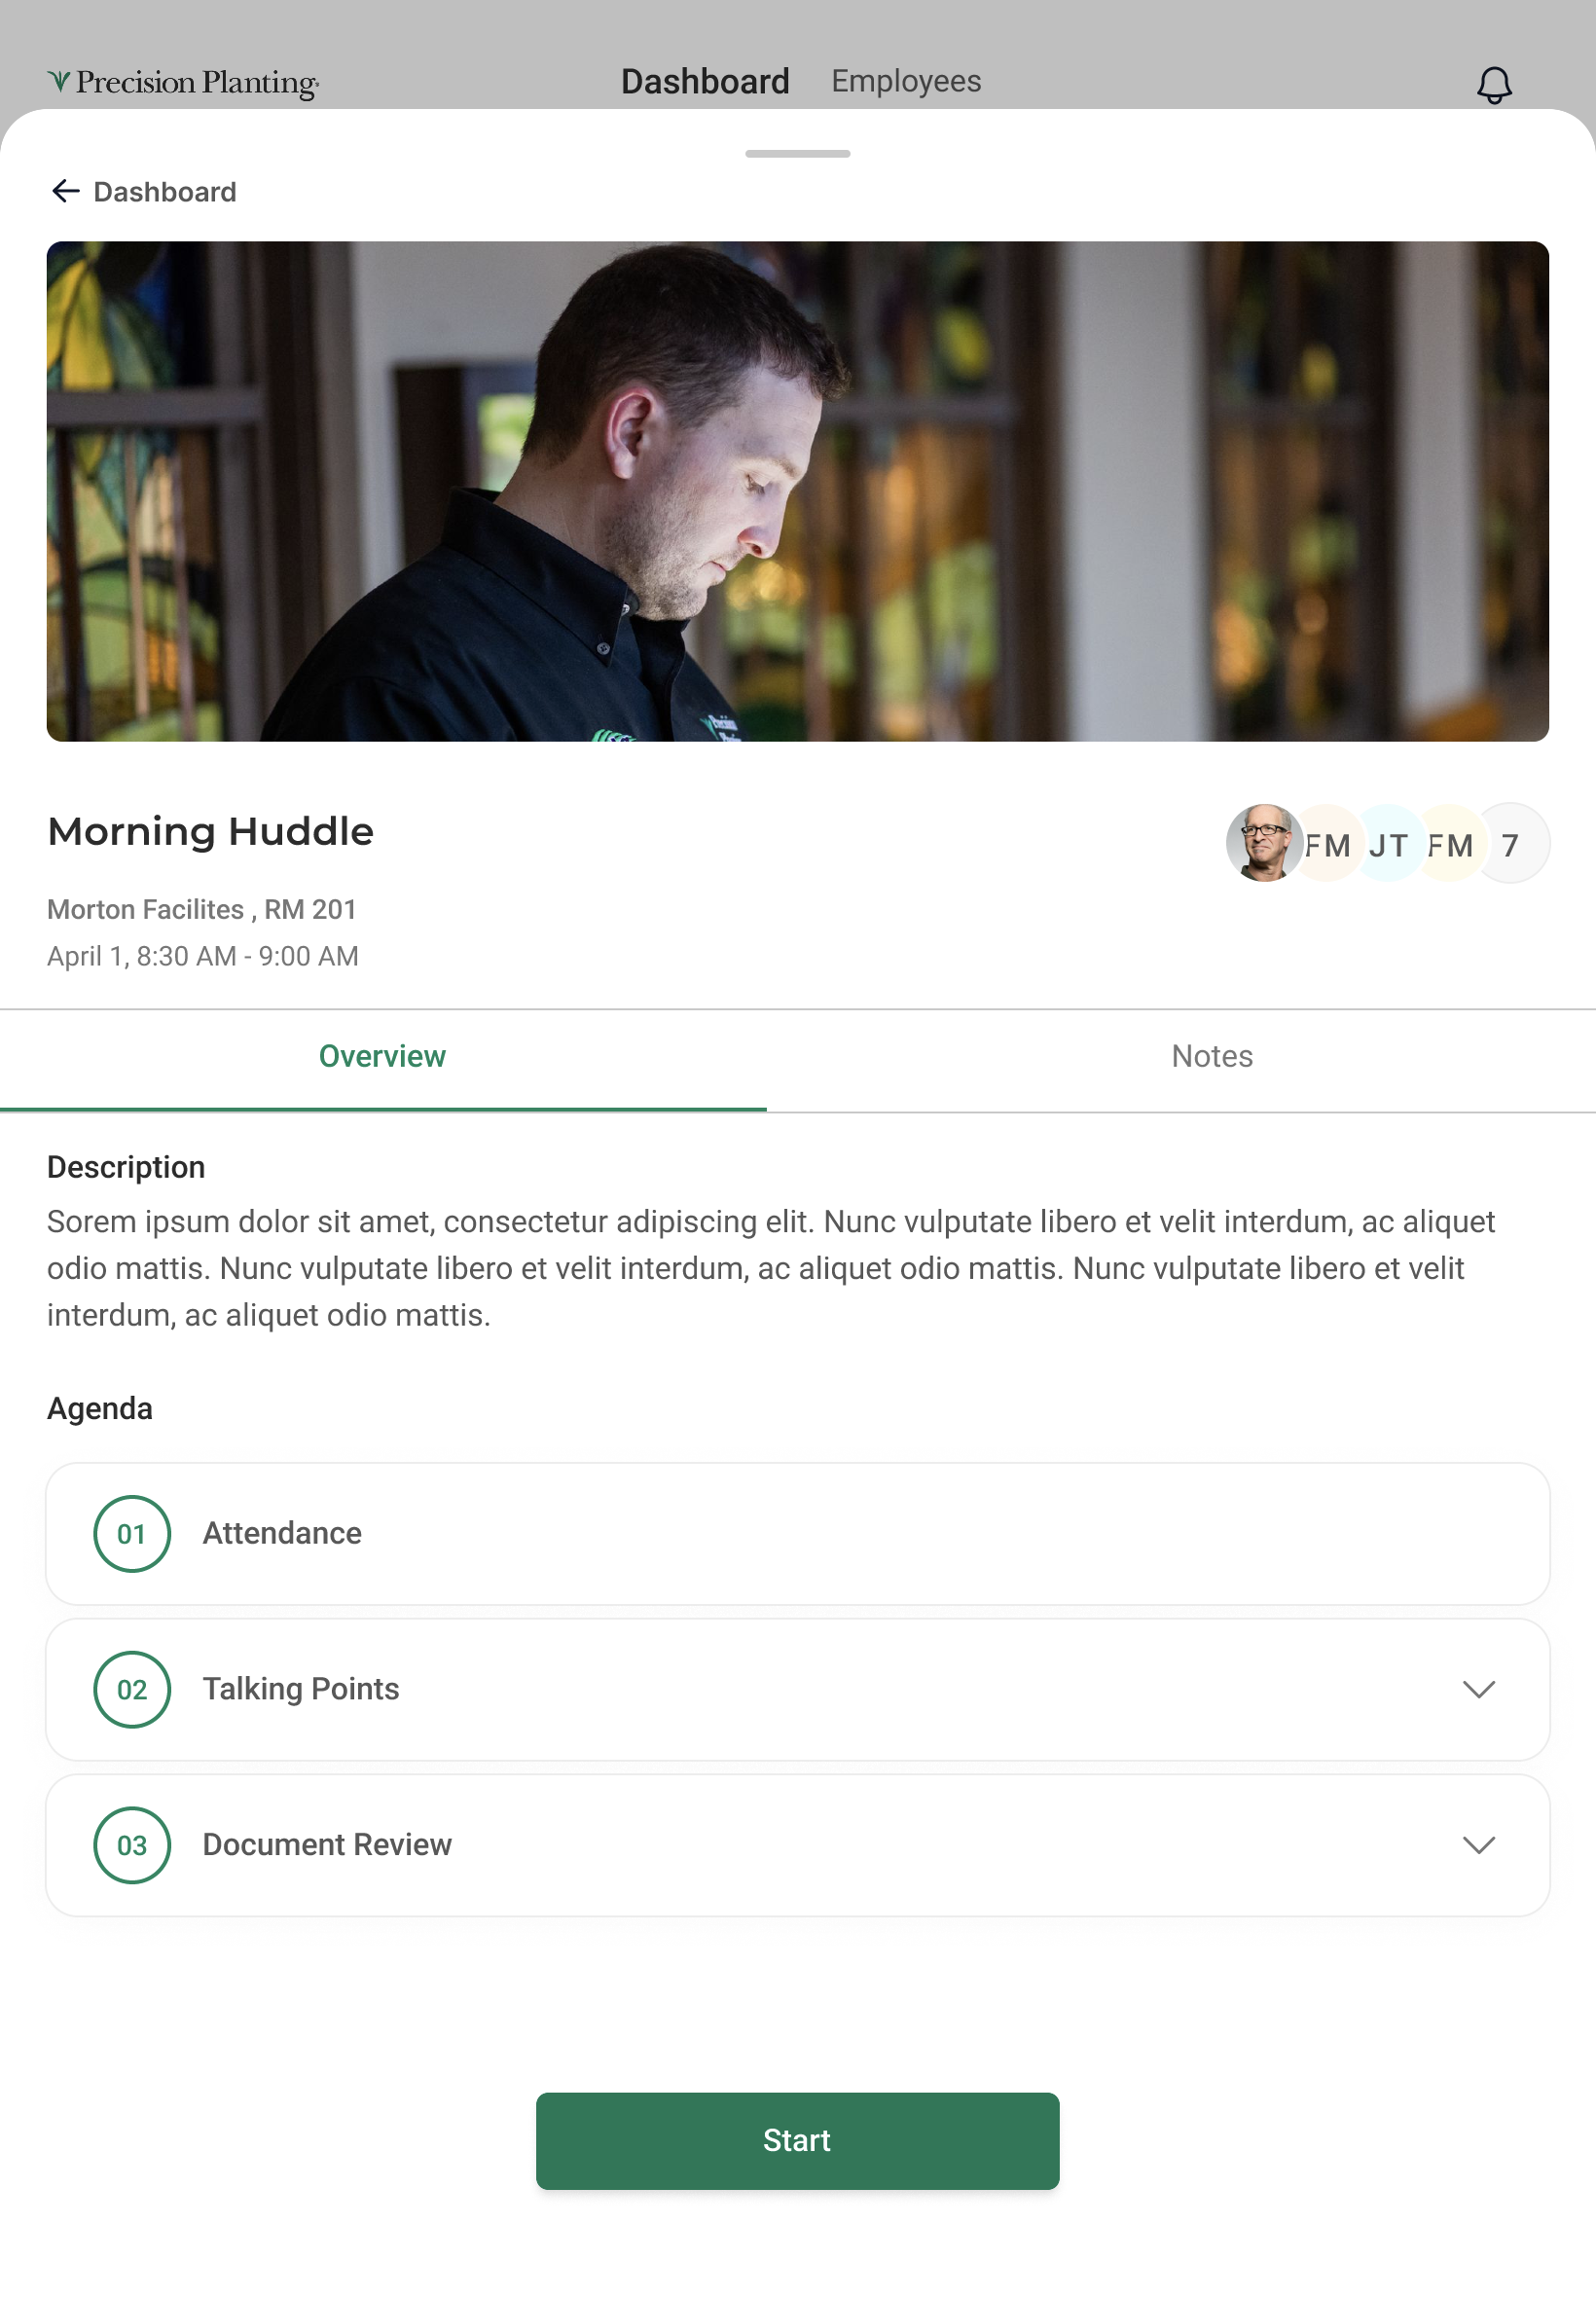 Precision Planting
Dashboard
Employees
Dashboard
Precision
Morning Huddle
FM
JT
FM
7
Morton Facilites , RM 201
April 1, 8:30 AM - 9:00 AM
Overview
Notes
Description
Sorem ipsum dolor sit amet, consectetur adipiscing elit. Nunc vulputate libero et velit interdum, ac aliquet
odio mattis. Nunc vulputate libero et velit interdum, ac aliquet odio mattis. Nunc vulputate libero et velit
interdum, ac aliquet odio mattis.
Agenda
01 Attendance
02 Talking Points
03 Document Review
Start